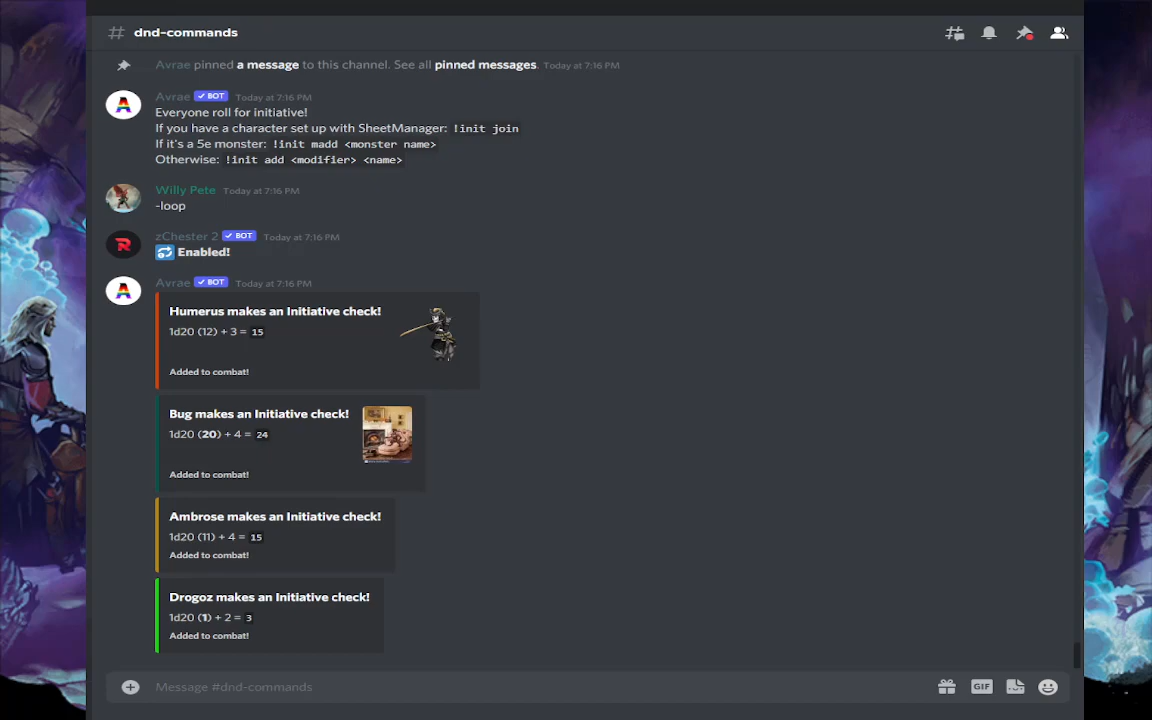 dnd-commands
Avrae pinned a message to this channel. See all pinned messages. Today at 7:16 PM
A
Avrae BOT Today at 7:16 PM
Everyone roll for initiative!
If you have a character set up with SheetManager: !init join
If it's a 5e monster: !init madd <monster name>
Otherwise: !init add <modifier> <name>
Willy Pete Today at 7:16 PM
-loop
R
zChester 2 BOT Today at 7:16 PM
Enabled!
A
Avrae BOT Today at 7:16 PM
Humerus makes an Initiative check!
1d20 (12) + 3 = 15
Added to combat!
Bug makes an Initiative check!
1d20 (20) + 4 = 24
Added to combat!
Ambrose makes an Initiative check!
1d20 (11) + 4 = 15
Added to combat!
Drogoz makes an Initiative check!
1d20 (1) + 2 = 3
Added to combat!
Message #dnd-commands
GIF